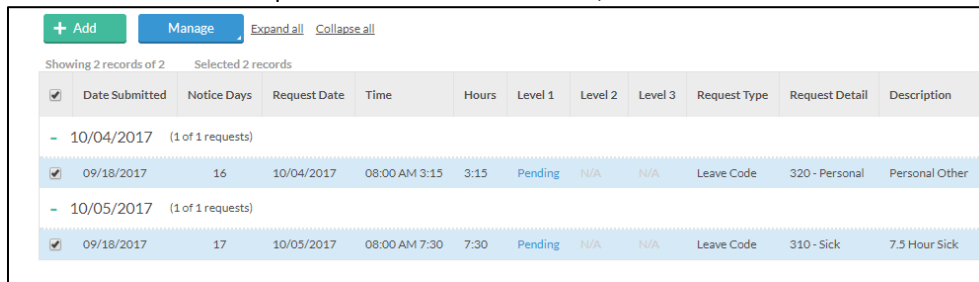 + Add Manage Expand all Collapse all
Showing 2 records of 2 Selected 2 records
Date Submitted Notice Days Request Date Time Hours Level 1 Level 2 Level 3 Request Type Request Detail Description
- 10/04/2017 (1 of 1 requests)
09/18/2017 16 10/04/2017 08:00 AM 3:15 3:15 Pending N/A N/A Leave Code 320 - Personal Personal Other
- 10/05/2017 (1 of 1 requests)
09/18/2017 17 10/05/2017 08:00 AM 7:30 7:30 Pending N/A N/A Leave Code 310 - Sick 7.5 Hour Sick